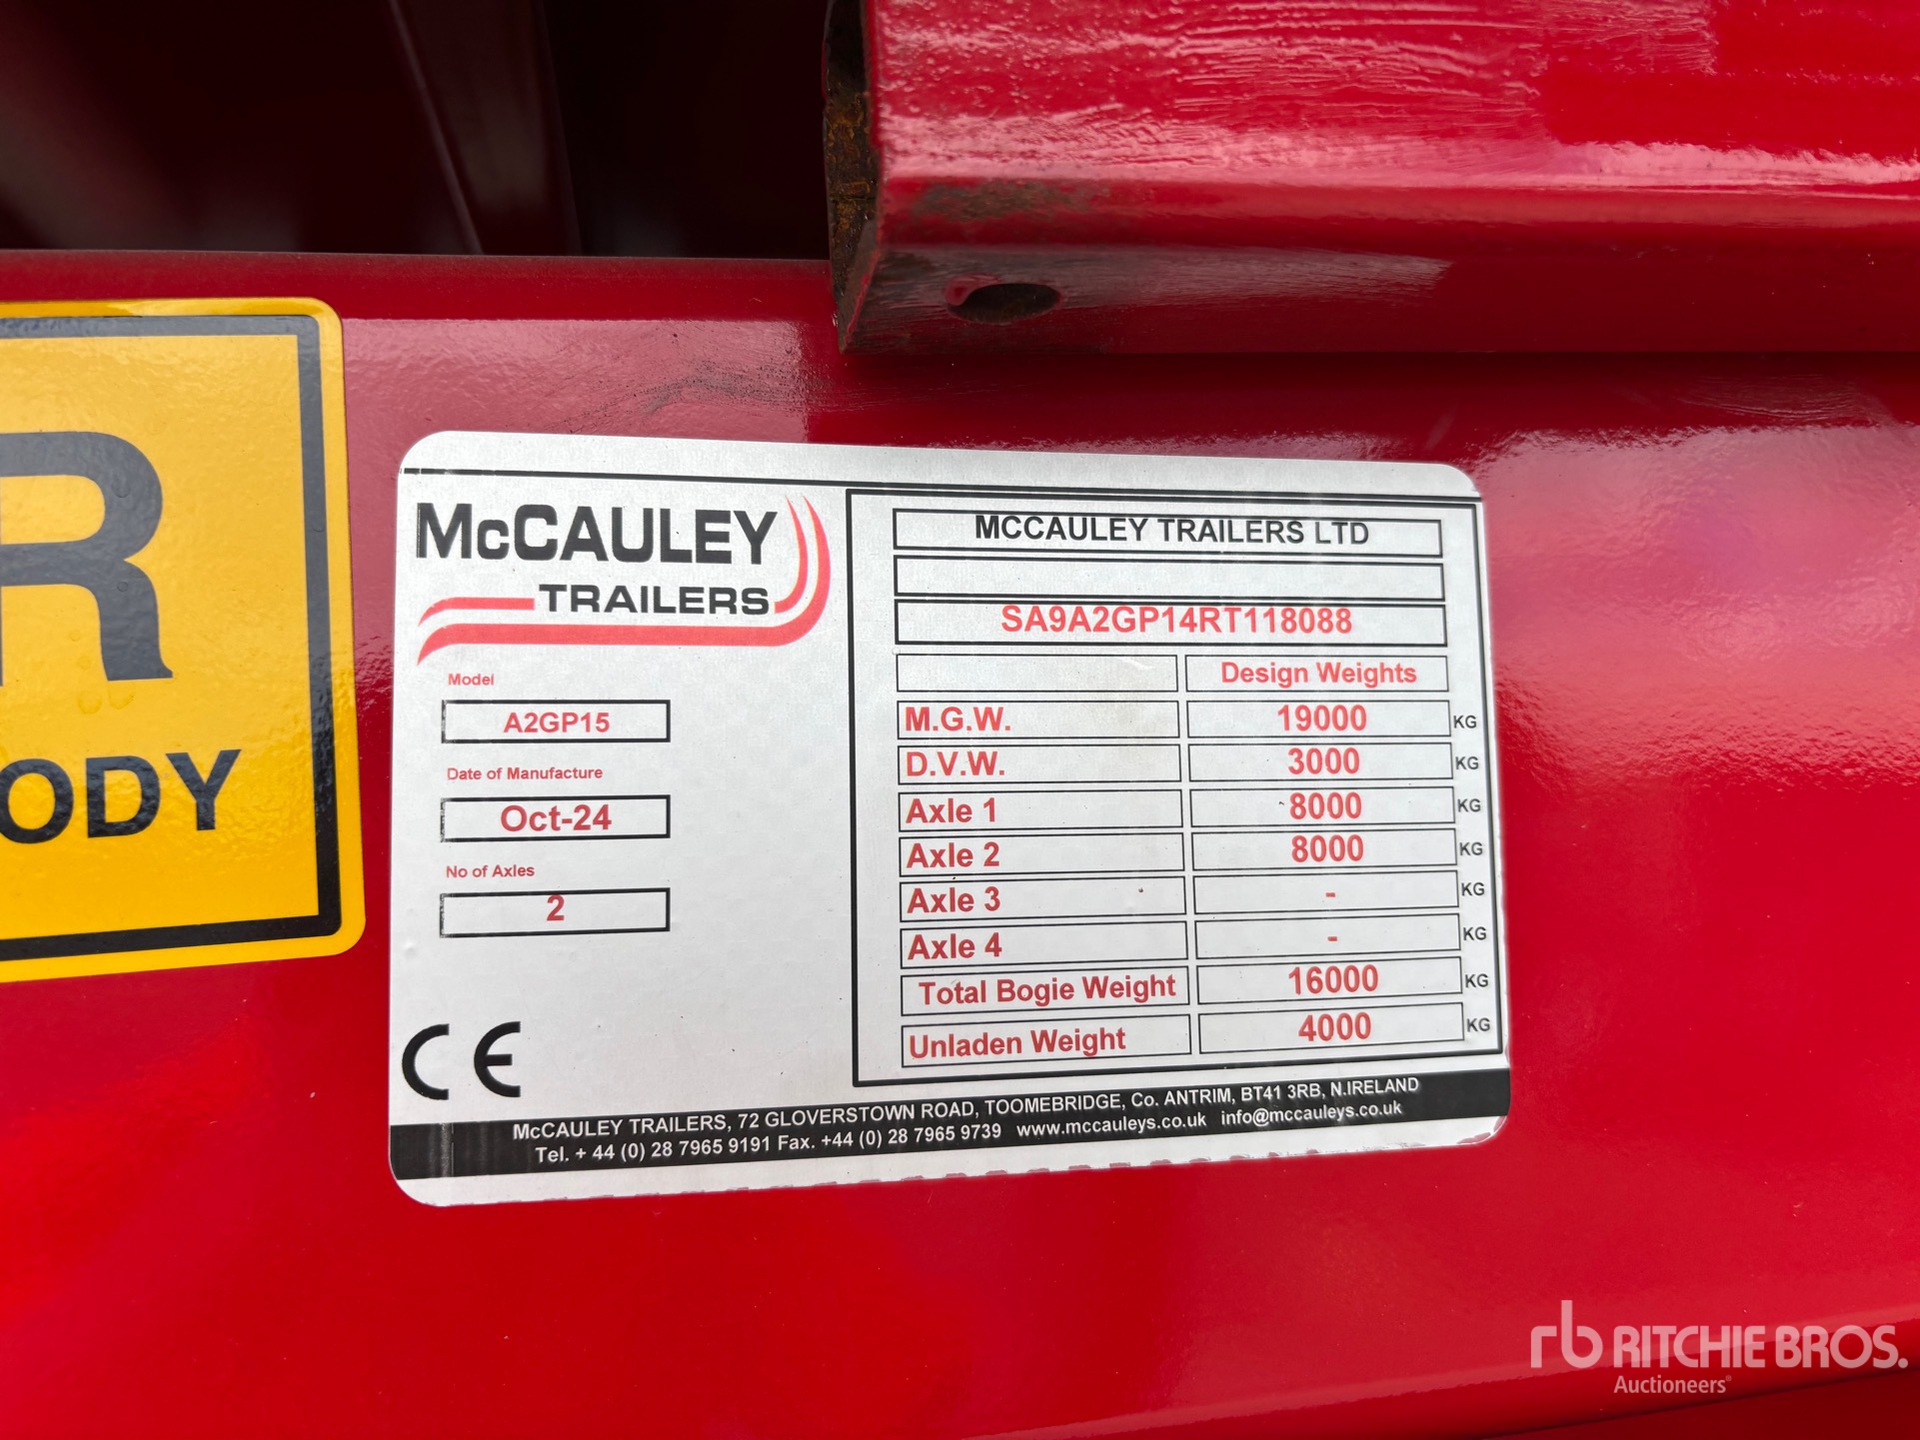 R
ODY
McCAULEY
TRAILERS
Model
A2GP15
Date of Manufacture
Oct-24
No of Axles
2
CE
MCCAULEY TRAILERS LTD
SA9A2GP14RT118088
Design Weights
M.G.W. 19000 KG
D.V.W. 3000 KG
Axle 1 8000 KG
Axle 2 8000 KG
Axle 3 - KG
Axle 4 - KG
Total Bogie Weight 16000 KG
Unladen Weight 4000 KG
McCAULEY TRAILERS, 72 GLOVERSTOWN ROAD, TOOMEBRIDGE, Co. ANTRIM, BT41 3RB, N.IRELAND
Tel. + 44 (0) 28 7965 9191 Fax. +44 (0) 28 7965 9739 www.mccauleys.co.uk info@mccauleys.co.uk
rb RITCHIE BROS.
Auctioneers